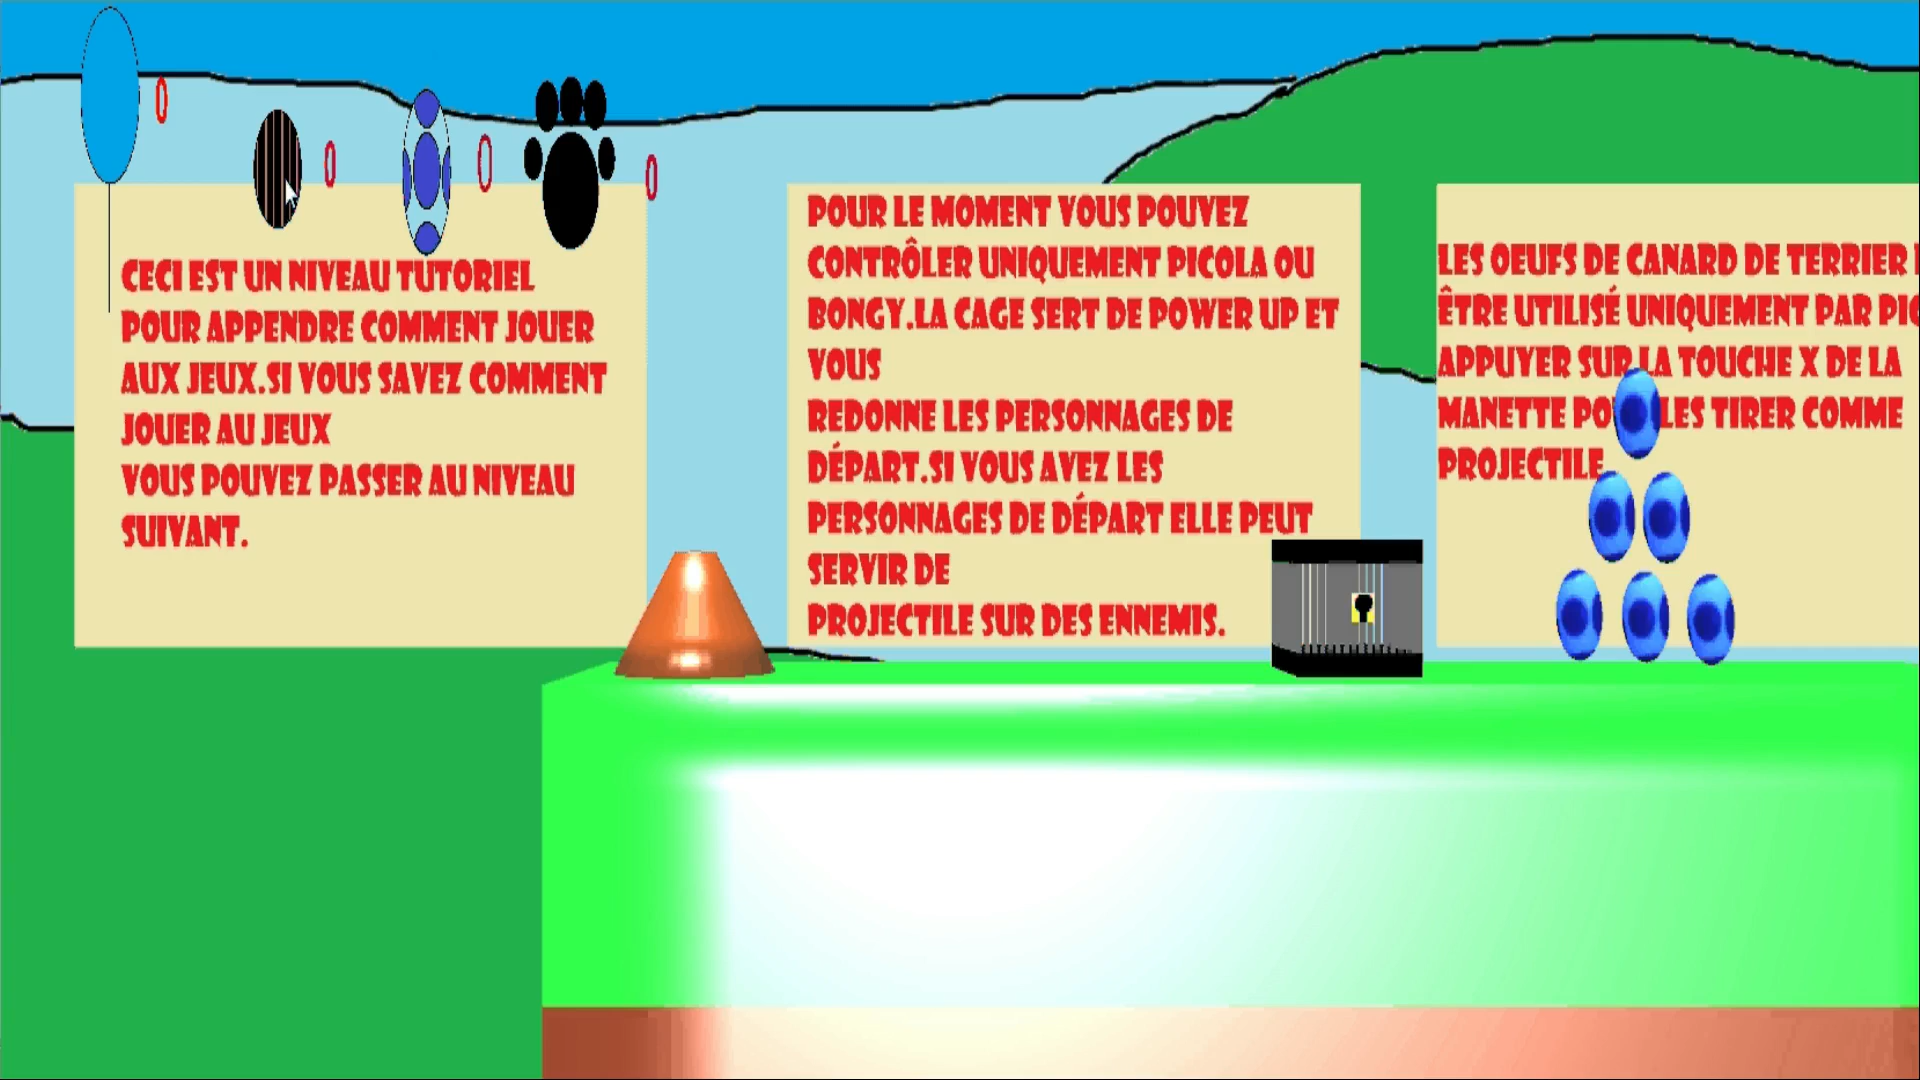 0
0
0
0
CECI EST UN NIVEAU TUTORIEL
POUR APPENDRE COMMENT JOUER
AUX JEUX.SI VOUS SAVEZ COMMENT
JOUER AU JEUX
VOUS POUVEZ PASSER AU NIVEAU
SUIVANT.
POUR LE MOMENT VOUS POUVEZ
CONTRÔLER UNIQUEMENT PICOLA OU
BONGY.LA CAGE SERT DE POWER UP ET
VOUS
REDONNE LES PERSONNAGES DE
DÉPART.SI VOUS AVEZ LES
PERSONNAGES DE DÉPART ELLE PEUT
SERVIR DE
PROJECTILE SUR DES ENNEMIS.
LES OEUFS DE CANARD DE TERRIER
ÊTRE UTILISÉ UNIQUEMENT PAR
APPUYER SUR LA TOUCHE X DE LA
MANETTE LES TIRER COMME
PROJECTILE